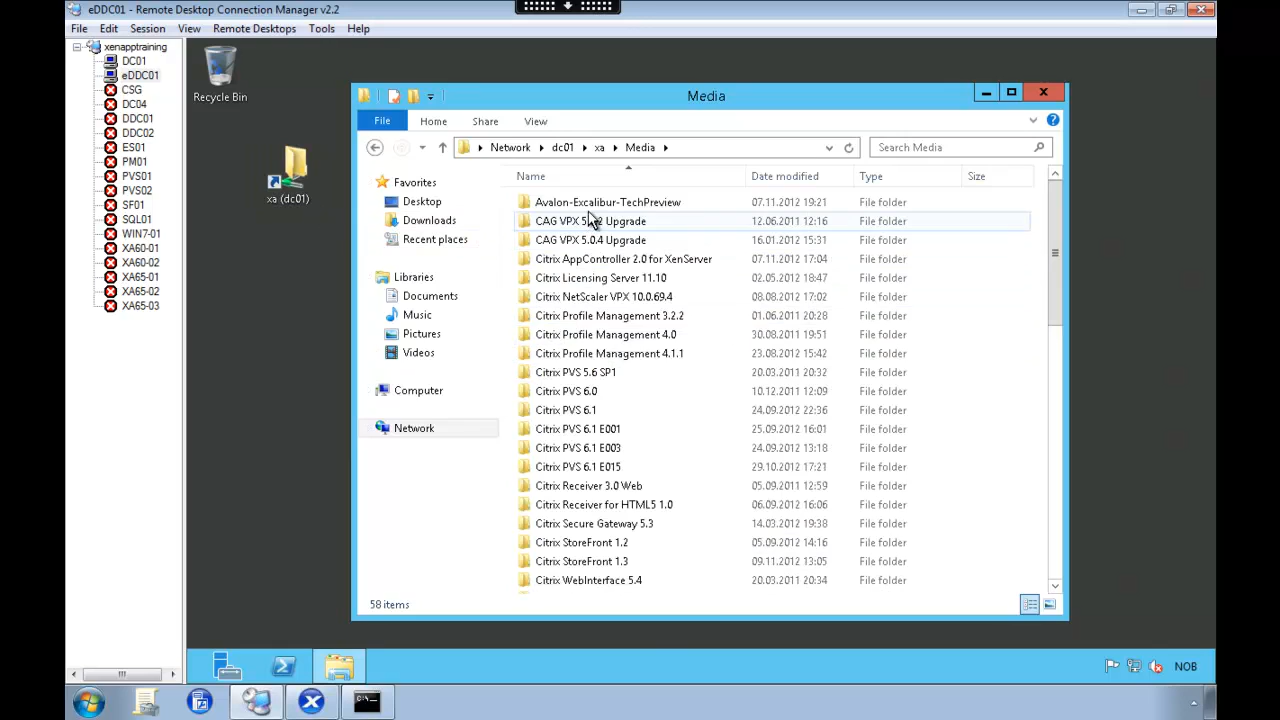 eDDC01 - Remote Desktop Connection Manager v2.2
File Edit Session View Remote Desktops Tools Help
xenapptraining
DC01
eDDC01
CSG
DC04
DDC01
DDC02
ES01
PM01
PVS01
PVS02
SF01
SQL01
WIN7-01
XA60-01
XA60-02
XA65-01
XA65-02
XA65-03
Recycle Bin
xa (dc01)
Media
File Home Share View
Network dc01 xa Media
Search Media
Favorites
Desktop
Downloads
Recent places
Libraries
Documents
Music
Pictures
Videos
Computer
Network
Name Date modified Type Size
Avalon-Excalibur-TechPreview 07.11.2012 19:21 File folder
CAG VPX 5. 2 Upgrade 12.06.2011 12:16 File folder
CAG VPX 5.0.4 Upgrade 16.01.2012 15:31 File folder
Citrix AppController 2.0 for XenServer 07.11.2012 17:04 File folder
Citrix Licensing Server 11.10 02.05.2012 18:47 File folder
Citrix NetScaler VPX 10.0.69.4 08.08.2012 17:02 File folder
Citrix Profile Management 3.2.2 01.06.2011 20:28 File folder
Citrix Profile Management 4.0 30.08.2011 19:51 File folder
Citrix Profile Management 4.1.1 23.08.2012 15:42 File folder
Citrix PVS 5.6 SP1 20.03.2011 20:32 File folder
Citrix PVS 6.0 10.12.2011 12:09 File folder
Citrix PVS 6.1 24.09.2012 22:36 File folder
Citrix PVS 6.1 E001 25.09.2012 16:01 File folder
Citrix PVS 6.1 E003 24.09.2012 13:18 File folder
Citrix PVS 6.1 E015 29.10.2012 17:21 File folder
Citrix Receiver 3.0 Web 05.09.2011 12:59 File folder
Citrix Receiver for HTML5 1.0 06.09.2012 16:06 File folder
Citrix Secure Gateway 5.3 14.03.2012 19:38 File folder
Citrix StoreFront 1.2 05.09.2012 14:16 File folder
Citrix StoreFront 1.3 09.11.2012 13:05 File folder
Citrix WebInterface 5.4 20.03.2011 20:34 File folder
58 items
NOB